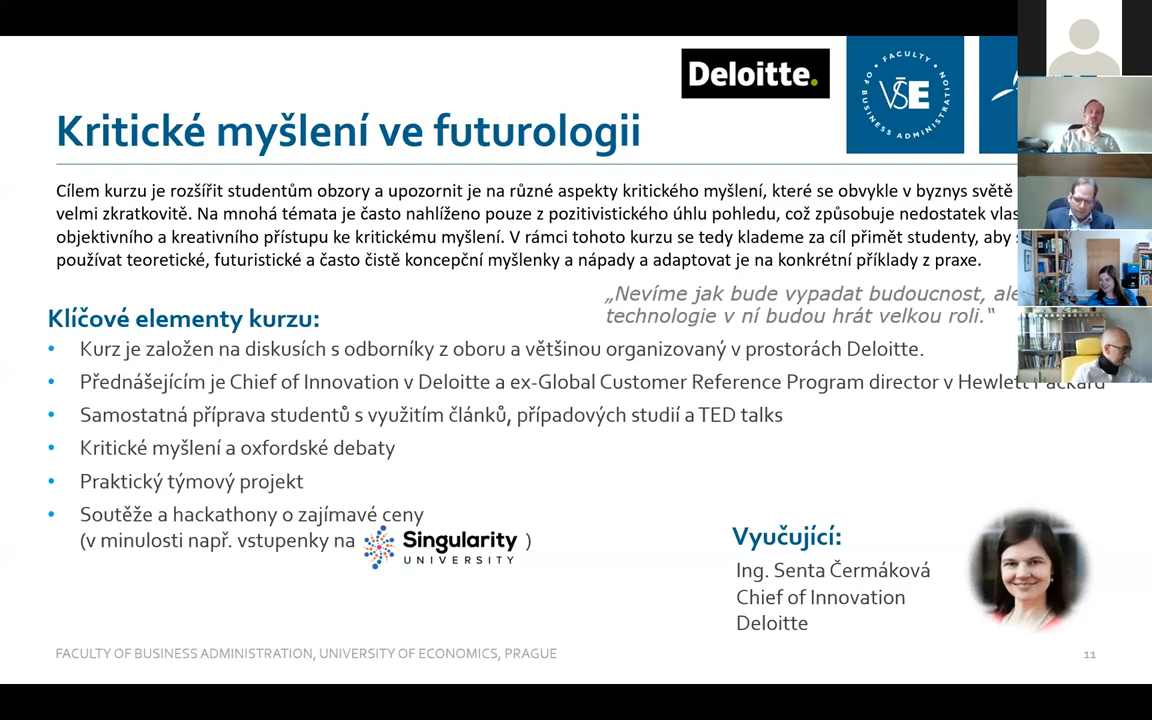 Deloitte.
FACULTY OF BUSINESS ADMINISTRATION
VŠE
Kritické myšlení ve futurologii
Cílem kurzu je rozšířit studentům obzory a upozornit je na různé aspekty kritického myšlení, které se obvykle v byznys světě
velmi zkratkovitě. Na mnohá témata je často nahlíženo pouze z pozitivistického úhlu pohledu, což způsobuje nedostatek
objektivního a kreativního přístupu ke kritickému myšlení. V rámci tohoto kurzu se tedy klademe za cíl přimět studenty, aby
používat teoretické, futuristické a často čistě koncepční myšlenky a nápady a adaptovat je na konkrétní příklady z praxe.
„Nevíme jak bude vypadat budoucnost, ale
technologie v ní budou hrát velkou roli.“
Klíčové elementy kurzu:
• Kurz je založen na diskusích s odborníky z oboru a většinou organizovaný v prostorách Deloitte.
• Přednášejícím je Chief of Innovation v Deloitte a ex-Global Customer Reference Program director v Hewlett Packard
• Samostatná příprava studentů s využitím článků, případových studií a TED talks
• Kritické myšlení a oxfordské debaty
• Praktický týmový projekt
• Soutěže a hackathony o zajímavé ceny
(v minulosti např. vstupenky na Singularity UNIVERSITY )
Vyučující:
Ing. Senta Čermáková
Chief of Innovation
Deloitte
FACULTY OF BUSINESS ADMINISTRATION, UNIVERSITY OF ECONOMICS, PRAGUE
11